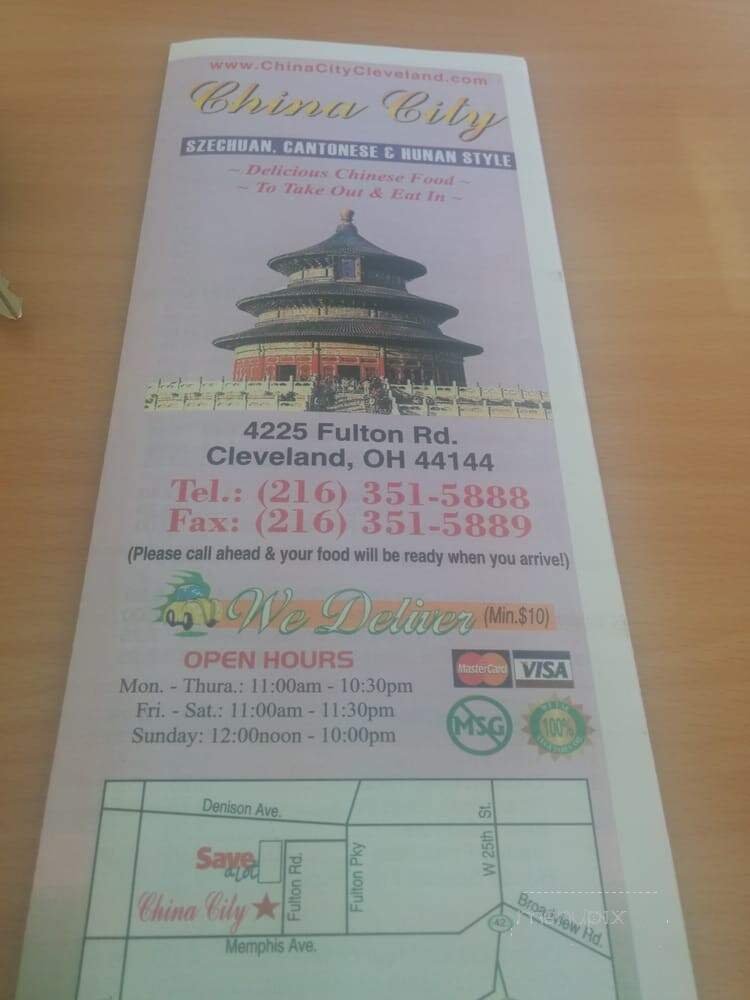 www.ChinaCityCleveland.com
China City
SZECHUAN, CANTONESE & HUNAN STYLE
~ Delicious Chinese Food ~
~ To Take Out & Eat In ~
4225 Fulton Rd.
Cleveland, OH 44144
Tel.: (216) 351-5888
Fax: (216) 351-5889
(Please call ahead & your food will be ready when you arrive!)
We Deliver (Min.$10)
OPEN HOURS
Mon. - Thura.: 11:00am - 10:30pm
Fri. - Sat.: 11:00am - 11:30pm
Sunday: 12:00noon - 10:00pm
MasterCard VISA
MSG 100%
Denison Ave.
Save
a lot
China City
Fulton Rd.
Fulton Pky
W 25th St.
42
Broadview Rd.
Memphis Ave.
menupix